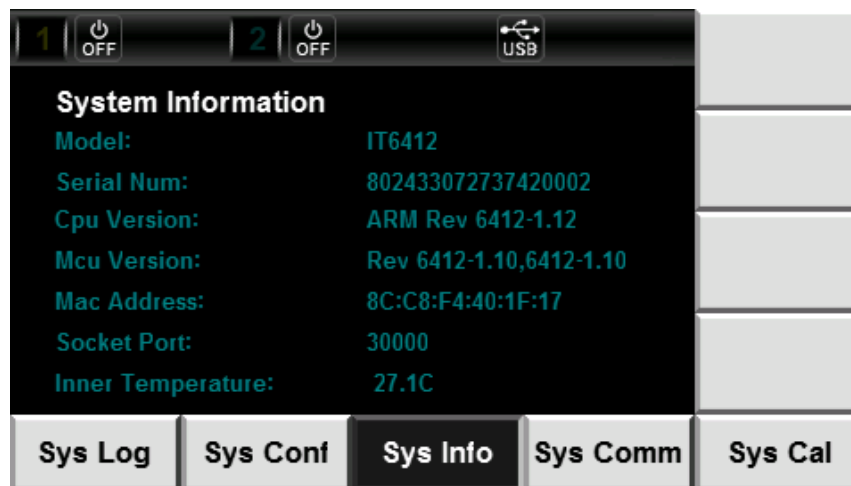 1 OFF 2 OFF USB
System Information
Model: IT6412
Serial Num: 802433072737420002
Cpu Version: ARM Rev 6412-1.12
Mcu Version: Rev 6412-1.10,6412-1.10
Mac Address: 8C:C8:F4:40:1F:17
Socket Port: 30000
Inner Temperature: 27.1C
Sys Log Sys Conf Sys Info Sys Comm Sys Cal